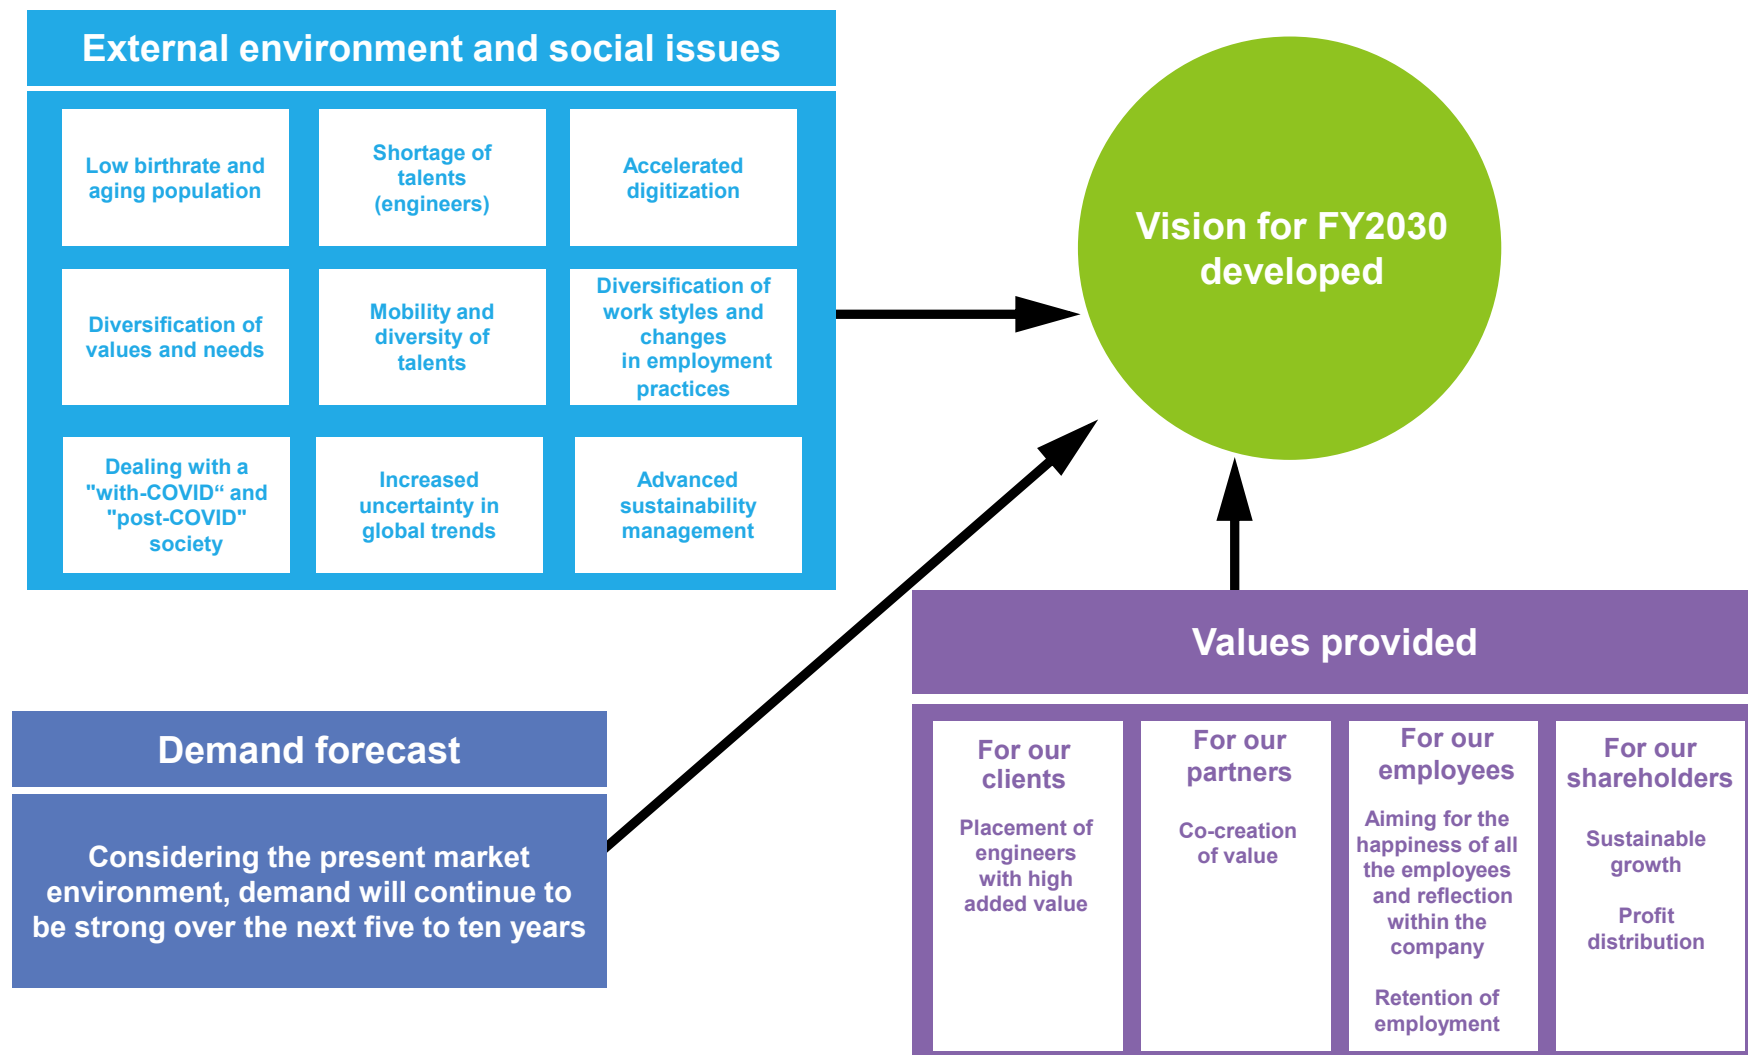 External environment and social issues
Low birthrate and
aging population
Shortage of
talents
(engineers)
Accelerated
digitization
Diversification of
values and needs
Mobility and
diversity of
talents
Diversification of
work styles and
changes
in employment
practices
Dealing with a
"with-COVID“ and
"post-COVID"
society
Increased
uncertainty in
global trends
Advanced
sustainability
management
Vision for FY2030
developed
Demand forecast
Considering the present market
environment, demand will continue to
be strong over the next five to ten years
Values provided
For our
clients
Placement of
engineers
with high
added value
For our
partners
Co-creation
of value
For our
employees
Aiming for the
happiness of all
the employees
and reflection
within the
company
Retention of
employment
For our
shareholders
Sustainable
growth
Profit
distribution